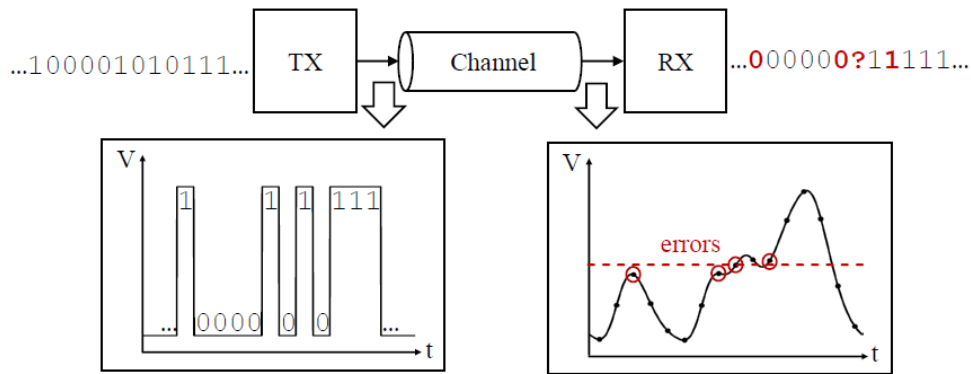 ...100001010111...
TX
Channel
RX
...000000?11111...
V
1 1 1 111
... 0000 0 0 ...
t
V
errors
t